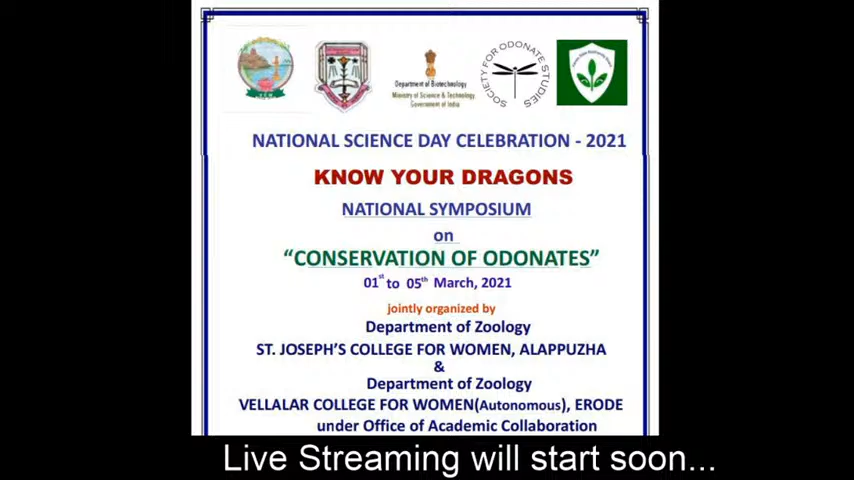 Department of Biotechnology
Ministry of Science & Technology
Government of India
SOCIETY FOR ODONATE STUDIES
NATIONAL SCIENCE DAY CELEBRATION - 2021
KNOW YOUR DRAGONS
NATIONAL SYMPOSIUM
on
“CONSERVATION OF ODONATES”
01st to 05th March, 2021
jointly organized by
Department of Zoology
ST. JOSEPH’S COLLEGE FOR WOMEN, ALAPPUZHA
&
Department of Zoology
VELLALAR COLLEGE FOR WOMEN(Autonomous), ERODE
under Office of Academic Collaboration
Live Streaming will start soon...